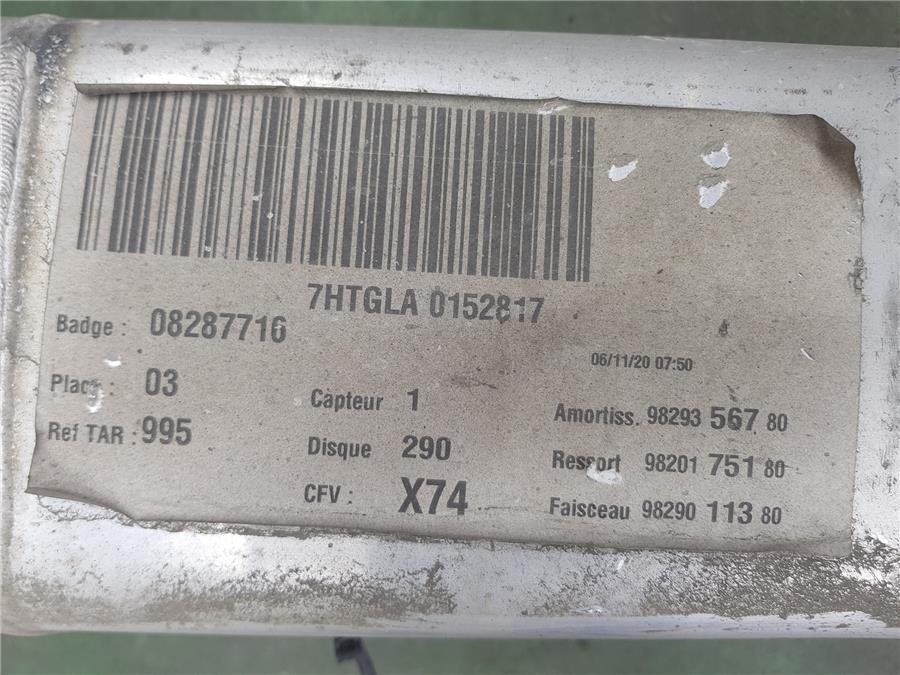 7HTGLA 0152817
Badge : 08287716
06/11/20 07:50
Place : 03
Capteur 1
Amortiss. 98293 567 80
Ref TAR : 995
Disque 290
Ressort 98201 751 80
CFV : X74
Faisceau 98290 113 80